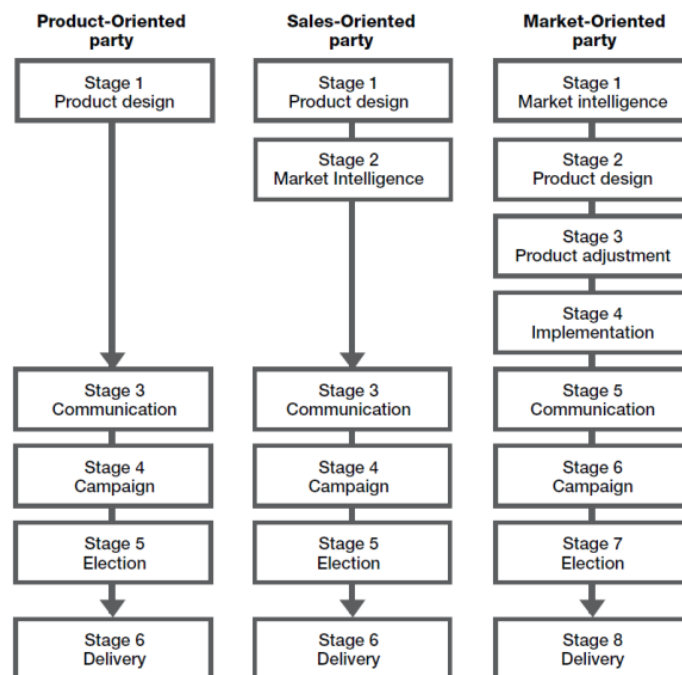 Product-Oriented
party
Stage 1
Product design
Stage 3
Communication
Stage 4
Campaign
Stage 5
Election
Stage 6
Delivery
Sales-Oriented
party
Stage 1
Product design
Stage 2
Market Intelligence
Stage 3
Communication
Stage 4
Campaign
Stage 5
Election
Stage 6
Delivery
Market-Oriented
party
Stage 1
Market intelligence
Stage 2
Product design
Stage 3
Product adjustment
Stage 4
Implementation
Stage 5
Communication
Stage 6
Campaign
Stage 7
Election
Stage 8
Delivery